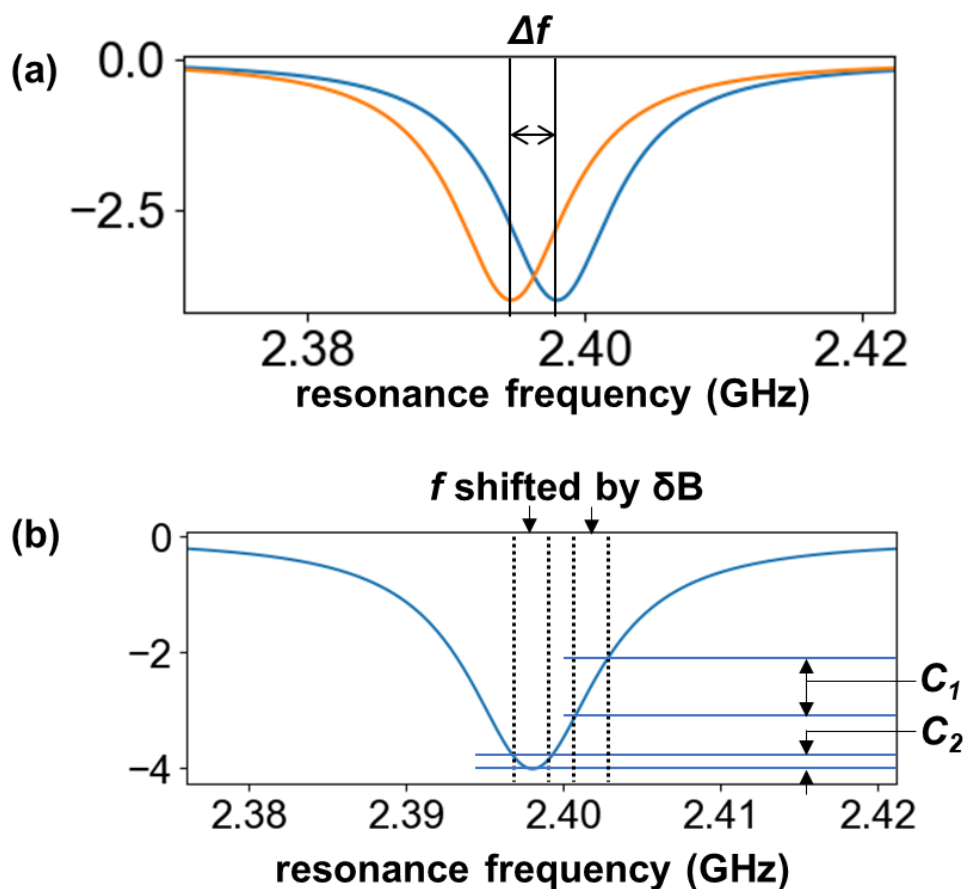 Δf
(a)
0.0
−2.5
2.38 2.40 2.42
resonance frequency (GHz)
f shifted by δB
(b)
0
−2
C1
C2
−4
2.38 2.39 2.40 2.41 2.42
resonance frequency (GHz)